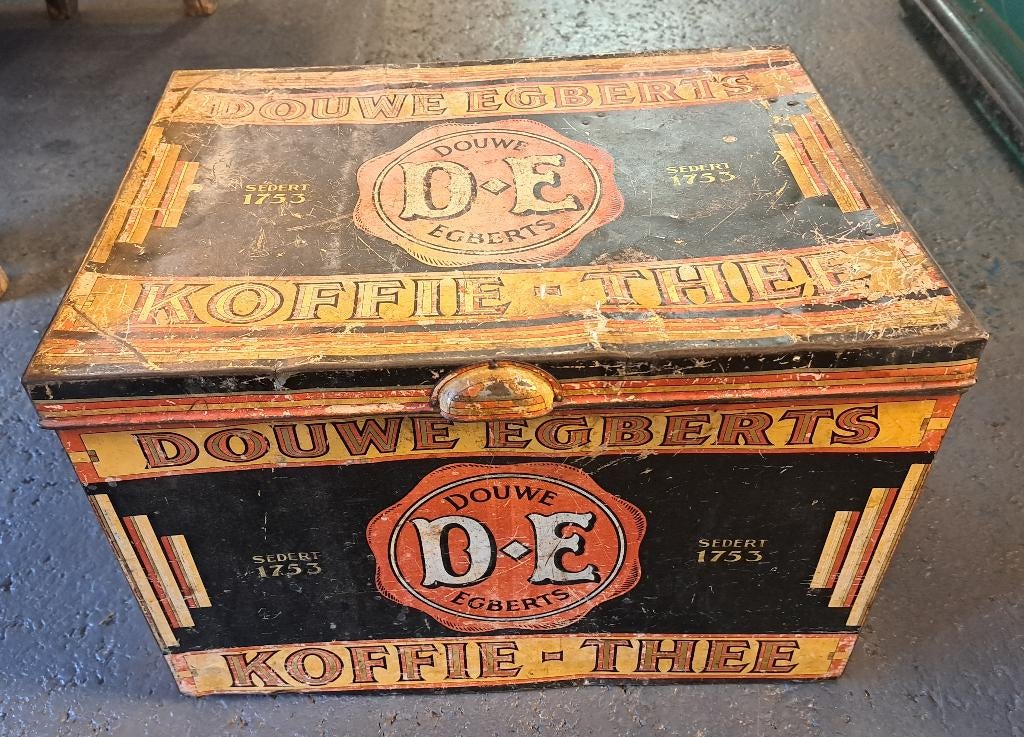 DOUWE EGBERTS
SEDERT
1753
DOUWE
D E
EGBERTS
SEDERT
1753
KOFFIE - THEE
DOUWE EGBERTS
SEDERT
1753
DOUWE
D E
EGBERTS
SEDERT
1753
KOFFIE - THEE